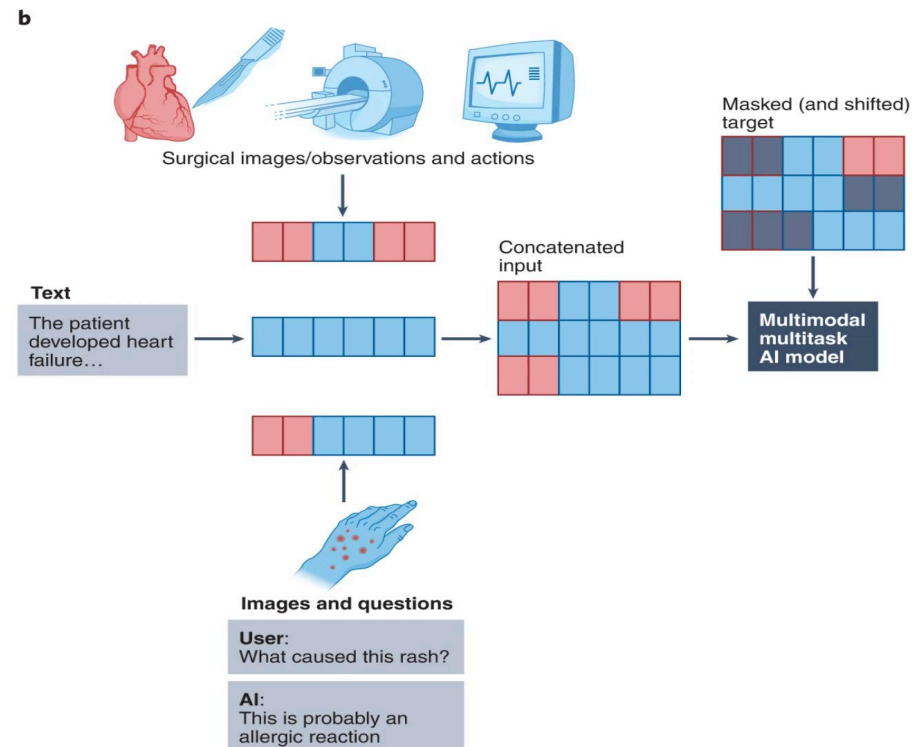 b
Surgical images/observations and actions
Masked (and shifted)
target
Concatenated
input
Text
The patient
developed heart
failure…
Multimodal
multitask
AI model
Images and questions
User:
What caused this rash?
AI:
This is probably an
allergic reaction